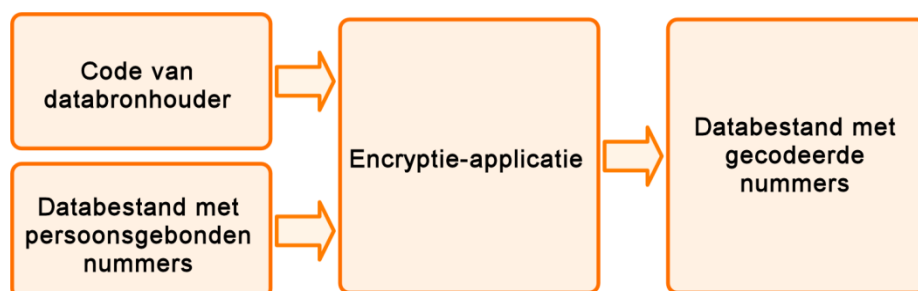 Code van
databronhouder
Databestand met
persoonsgebonden
nummers
Encryptie-applicatie
Databestand met
gecodeerde
nummers